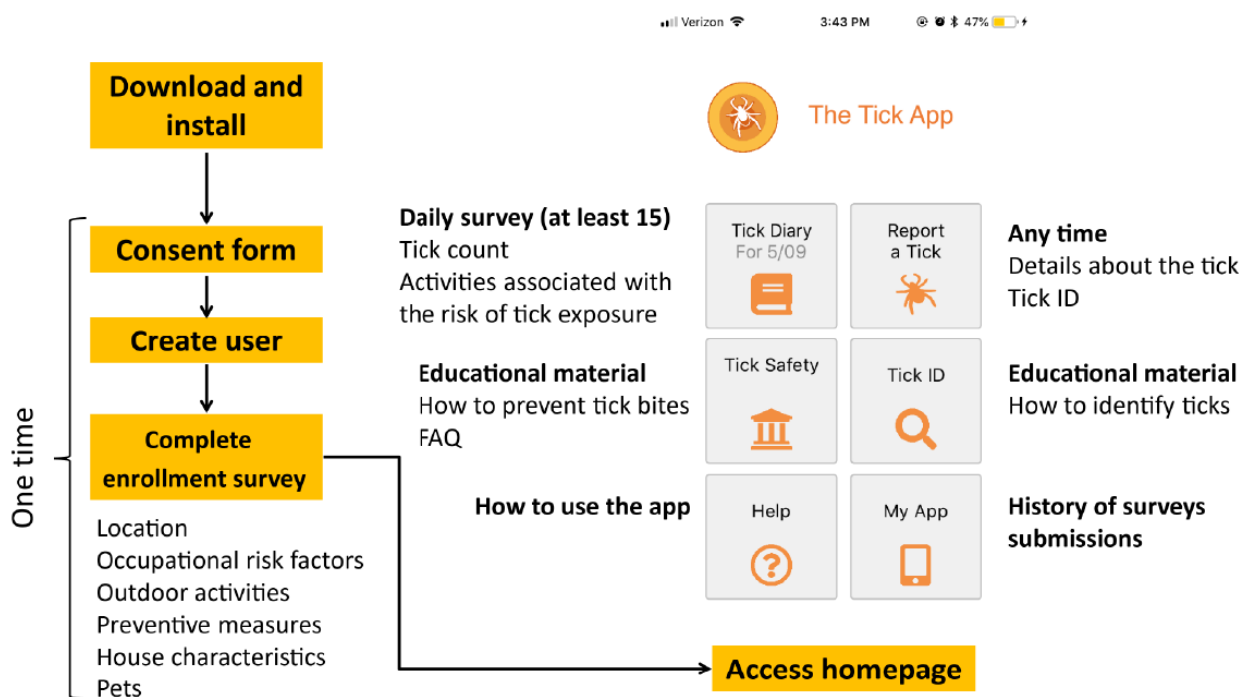 Verizon
3:43 PM
47%
Download and
install
Consent form
Create user
Complete
enrollment survey
One time
Location
Occupational risk factors
Outdoor activities
Preventive measures
House characteristics
Pets
The Tick App
Daily survey (at least 15)
Tick count
Activities associated with
the risk of tick exposure
Tick Diary
For 5/09
Report
a Tick
Any time
Details about the tick
Tick ID
Educational material
How to prevent tick bites
FAQ
Tick Safety
Tick ID
Educational material
How to identify ticks
How to use the app
Help
My App
History of surveys
submissions
Access homepage